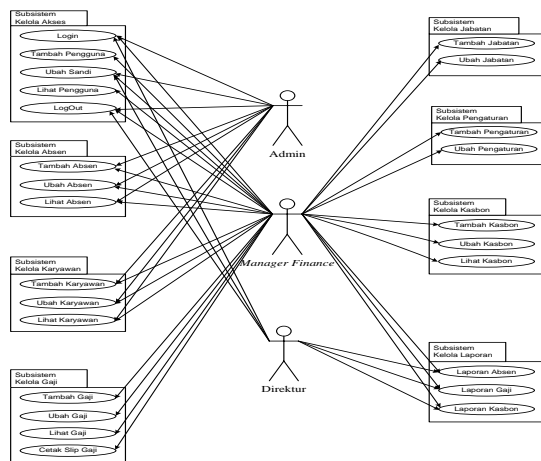 Subsistem
Kelola Akses
Login
Tambah Pengguna
Ubah Sandi
Lihat Pengguna
LogOut
Subsistem
Kelola Absen
Tambah Absen
Ubah Absen
Lihat Absen
Subsistem
Kelola Karyawan
Tambah Karyawan
Ubah Karyawan
Lihat Karyawan
Subsistem
Kelola Gaji
Tambah Gaji
Ubah Gaji
Lihat Gaji
Cetak Slip Gaji
Admin
Manager Finance
Direktur
Subsistem
Kelola Jabatan
Tambah Jabatan
Ubah Jabatan
Subsistem
Kelola Pengaturan
Tambah Pengaturan
Ubah Pengaturan
Subsistem
Kelola Kasbon
Tambah Kasbon
Ubah Kasbon
Lihat Kasbon
Subsistem
Kelola Laporan
Laporan Absen
Laporan Gaji
Laporan Kasbon